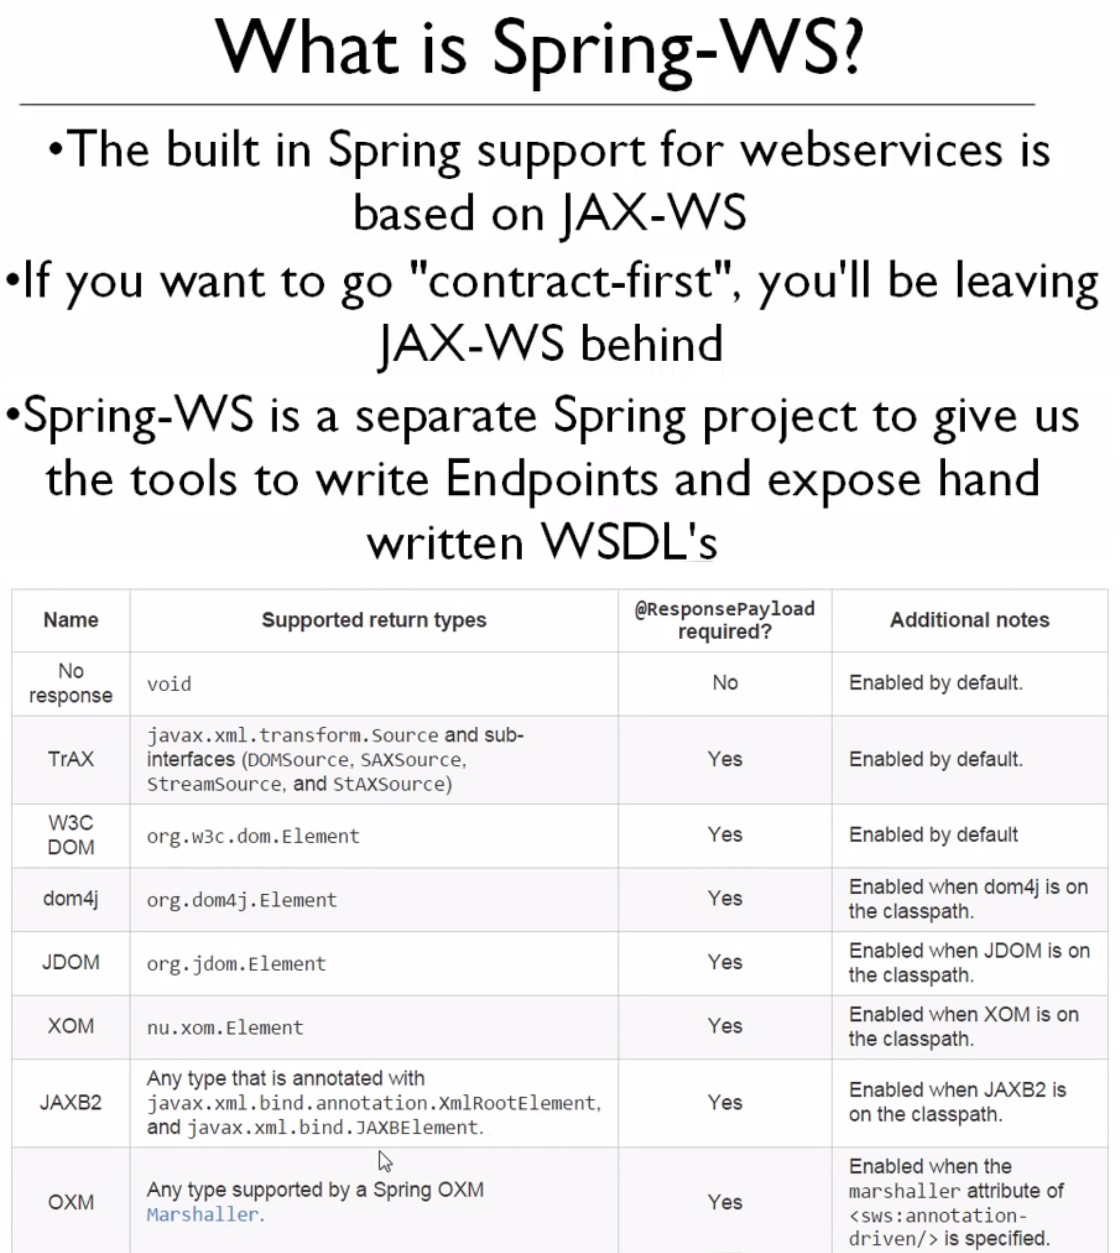 What is Spring-WS?
•The built in Spring support for webservices is
based on JAX-WS
•If you want to go "contract-first", you'll be leaving
JAX-WS behind
•Spring-WS is a separate Spring project to give us
the tools to write Endpoints and expose hand
written WSDL's
Name
Supported return types
@ResponsePayload
required?
Additional notes
No
response
void
No
Enabled by default.
TrAX
javax.xml.transform.Source and sub-
interfaces (DOMSource, SAXSource,
StreamSource, and StAXSource)
Yes
Enabled by default.
W3C
DOM
org.w3c.dom.Element
Yes
Enabled by default
dom4j
org.dom4j.Element
Yes
Enabled when dom4j is on
the classpath.
JDOM
org.jdom.Element
Yes
Enabled when JDOM is on
the classpath.
XOM
nu.xom.Element
Yes
Enabled when XOM is on
the classpath.
JAXB2
Any type that is annotated with
javax.xml.bind.annotation.XmlRootElement,
and javax.xml.bind.JAXBElement.
Yes
Enabled when JAXB2 is
on the classpath.
OXM
Any type supported by a Spring OXM
Marshaller.
Yes
Enabled when the
marshaller attribute of
<sws:annotation-
driven/> is specified.